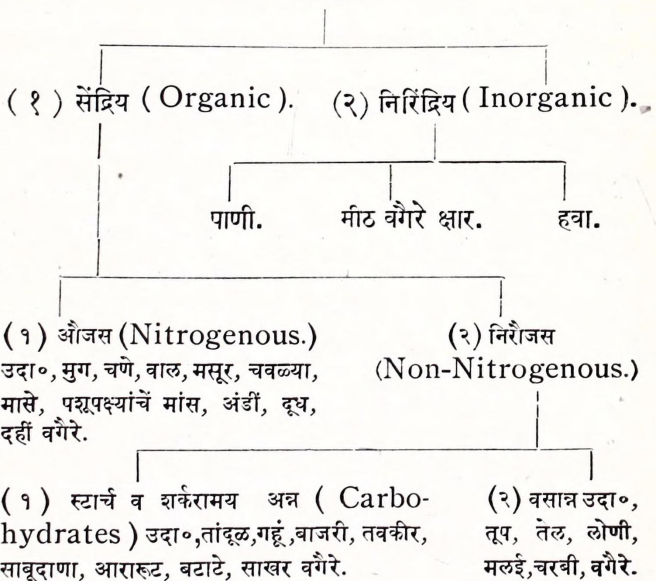 ( १ ) सेंद्रिय ( Organic ). (२) निरिंद्रिय ( Inorganic ).
पाणी. मीठ वगैरे क्षार. हवा.
( १ ) औजस (Nitrogenous.)
उदा०, मुग, चणे, वाल, मसूर, चवळ्या,
मासे, पशूपक्ष्यांचें मांस, अंडीं, दूध,
दहीं वगैरे.
(२) निरौजस
(Non-Nitrogenous.)
( १ ) स्टार्च व शर्करामय अन्न ( Carbo-
hydrates ) उदा०,तांदूळ,गहूं,बाजरी, तवकीर,
साबूदाणा, आरारूट, बटाटे, साखर वगैरे.
(२) वसान्न उदा०,
तूप, तेल, लोणी,
मलई,चरबी, वगैरे.